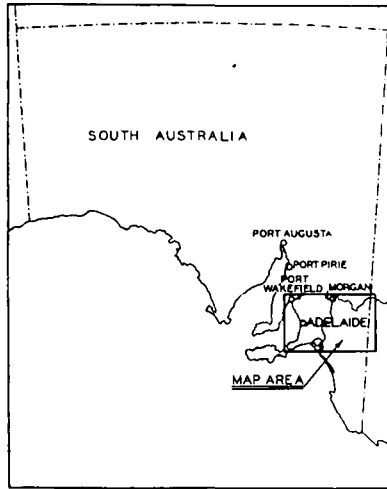 SOUTH AUSTRALIA
PORT AUGUSTA
PORT PIRIE
PORT
WAKEFIELD
MORGAN
ADELAIDE
MAP AREA